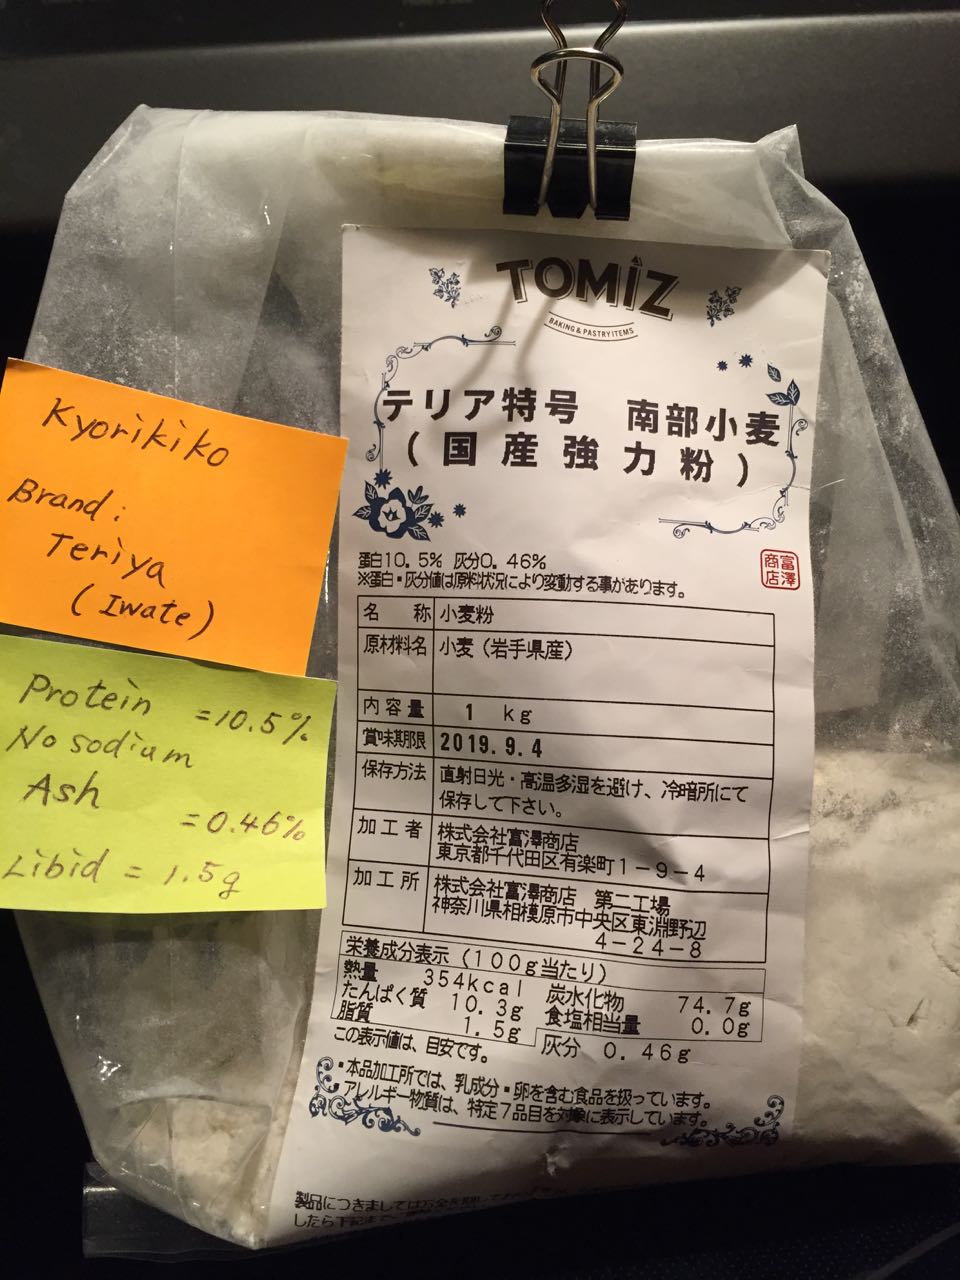 TOMIZ
BAKING & PASTRY ITEMS
テリア特号 南部小麦
(国産強力粉)
蛋白10.5% 灰分0.46%
※蛋白・灰分値は原料状況により変動する事があります。
富澤
商店
名称 小麦粉
原材料名 小麦(岩手県産)
内容量 1 kg
賞味期限 2019.9.4
保存方法 直射日光・高温多湿を避け、冷暗所にて
保存して下さい。
加工者 株式会社富澤商店
東京都千代田区有楽町1-9-4
加工所 株式会社富澤商店 第二工場
神奈川県相模原市中央区東淵野辺
4-24-8
栄養成分表示(100g当たり)
熱量 354kcal 炭水化物 74.7g
たんぱく質 10.3g 食塩相当量 0.0g
脂質 1.5g 灰分 0.46g
この表示値は、目安です。
・本品加工所では、乳成分・卵を含む食品を扱っています。
アレルギー物質は、特定7品目を対象に表示しています。
製品につきましては万全を期して
したら下記まで
Kyorikiko
Brand:
Teriya
(Iwate)
Protein =10.5%
No sodium
Ash
=0.46%
Libid = 1.5g